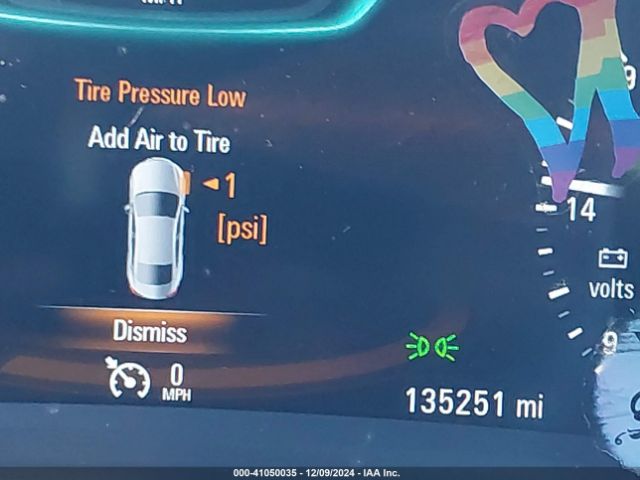 Tire Pressure Low
Add Air to Tire
1
[psi]
14
volts
9
Dismiss
0
MPH
135251 mi
000-41050035 - 12/09/2024 - IAA Inc.